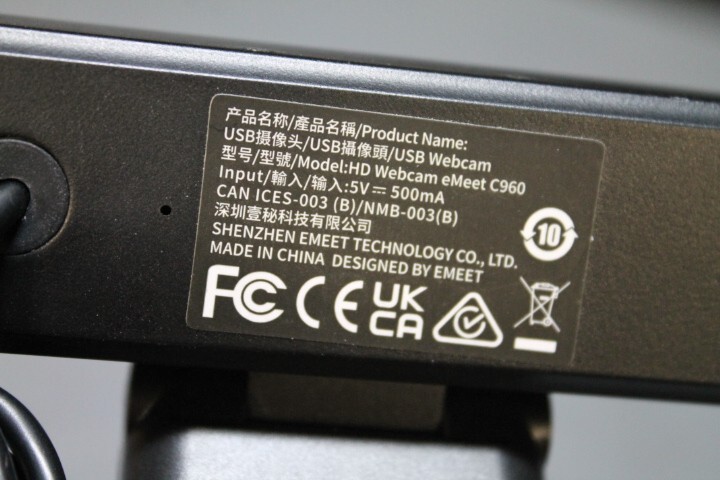 产品名称/產品名稱/Product Name:
USB摄像头/USB攝像頭/USB Webcam
型号/型號/Model:HD Webcam eMeet C960
Input/輸入/输入:5V⎓500mA
CAN ICES-003 (B)/NMB-003(B)
深圳壹秘科技有限公司
SHENZHEN EMEET TECHNOLOGY CO., LTD.
MADE IN CHINA DESIGNED BY EMEET
10
FC CE UK
CA